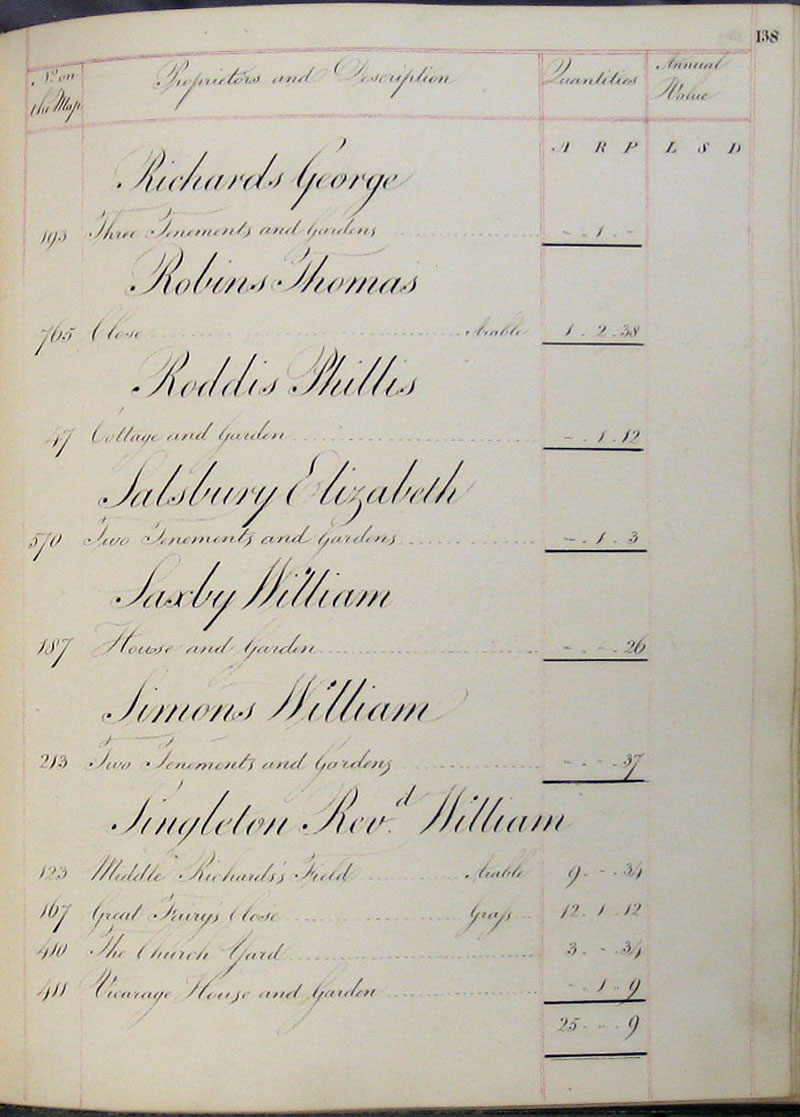 138
No on the Map Proprietors and Description Quantities Annual Value
A R P L S D
Richards George
193 Three Tenements and Gardens - 1 -
Robins Thomas
765 Close Arable 1 - 2 - 38
Roddis Phillis
47 Cottage and Garden - 1 - 12
Salsbury Elizabeth
570 Two Tenements and Gardens - 1 - 3
Saxby William
187 House and Garden - - 26
Simons William
213 Two Tenements and Gardens - - 37
Singleton Revd. William
123 Middle Richards's Field Arable 9 - - 34
167 Great Fairy's Close Grass 12 - 1 - 12
410 The Church Yard 3 - - 34
411 Vicarage House and Garden - 1 - 9
25 - - 9